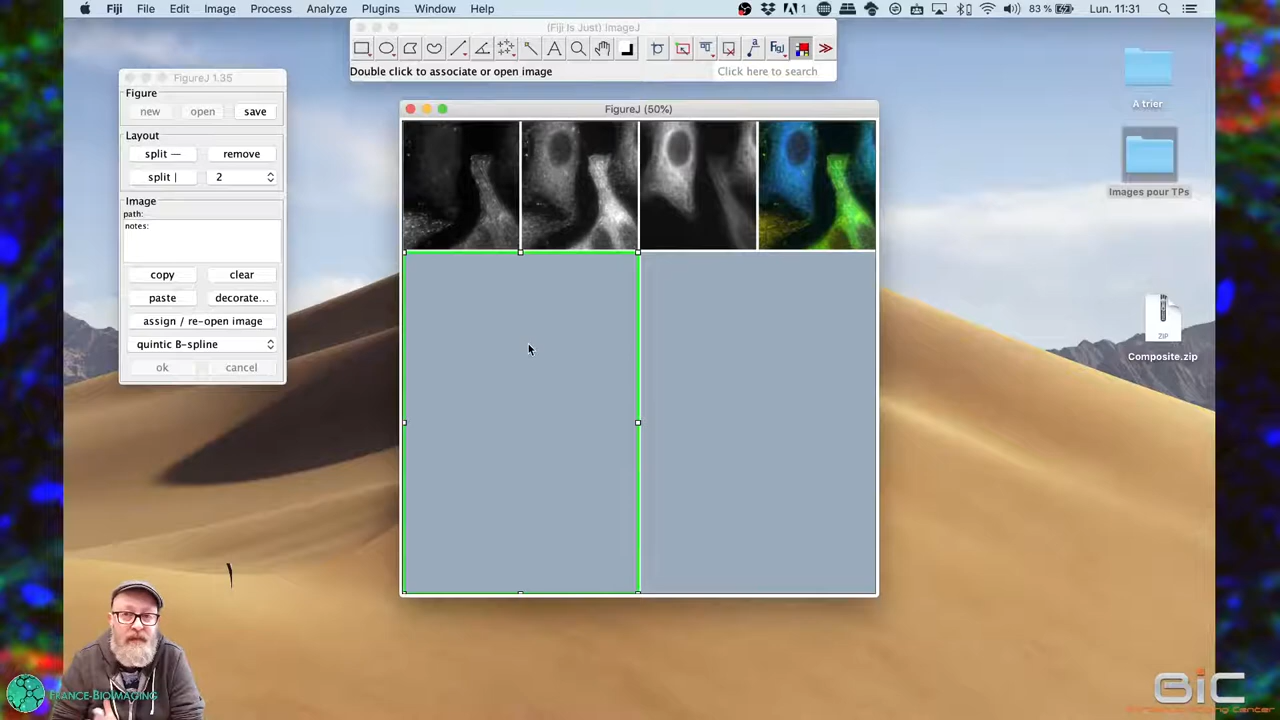 Fiji File Edit Image Process Analyze Plugins Window Help
1 83 % Lun. 11:31
(Fiji Is Just) ImageJ
Figj
Double click to associate or open image
Click here to search
FigureJ 1.35
Figure
new open save
Layout
split — remove
split | 2
Image
path:
notes:
copy clear
paste decorate...
assign / re-open image
quintic B-spline
ok cancel
FigureJ (50%)
A trier
Images pour TPs
ZIP
Composite.zip
FRANCE-BIOIMAGING
BIC